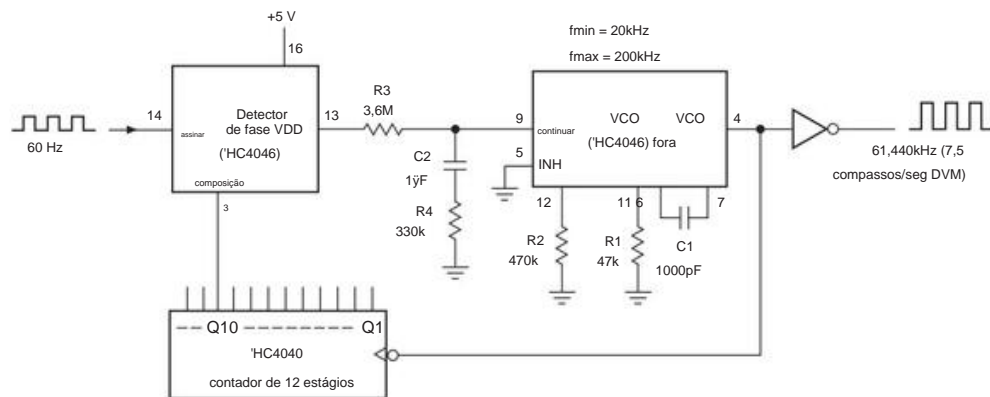 +5 V
16
fmin = 20kHz
fmax = 200kHz
14
assinar
Detector
de fase VDD
('HC4046)
composição
13
3
60 Hz
R3
3,6M
C2
1ÿF
R4
330k
9
continuar
5
INH
VCO
('HC4046) fora
VCO
4
12
11
6
7
R2
470k
R1
47k
C1
1000pF
61,440kHz (7,5
compassos/seg DVM)
Q10
Q1
'HC4040
contador de 12 estágios